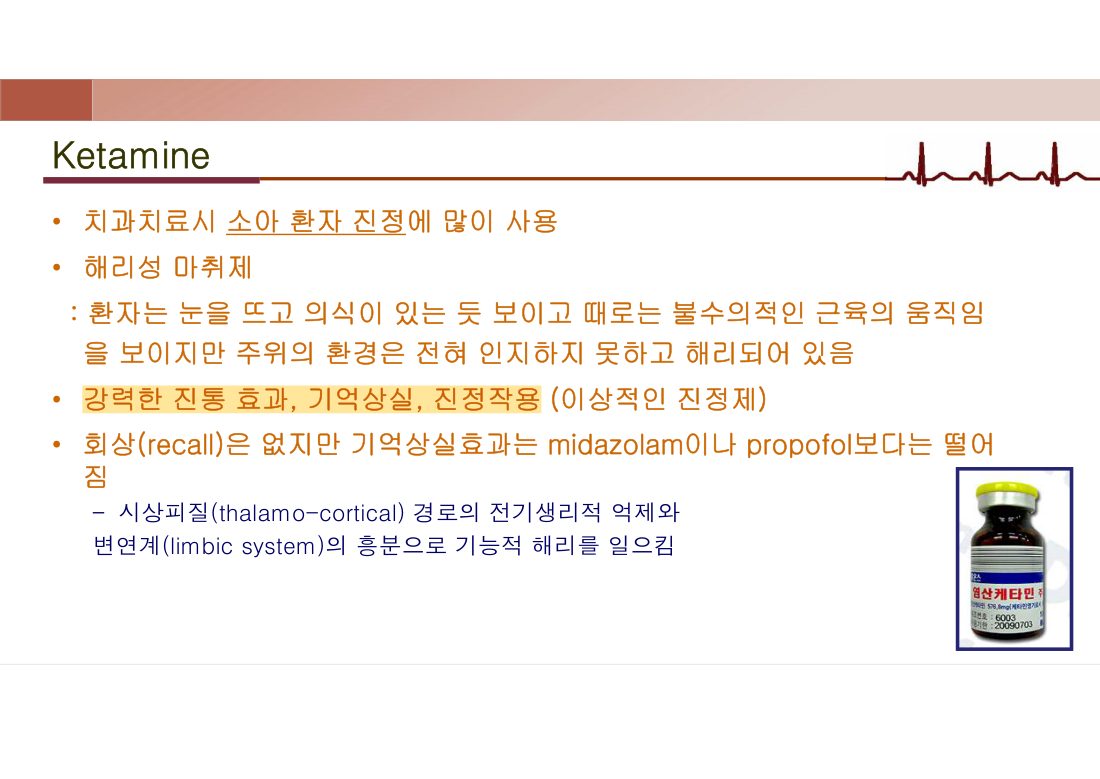 Ketamine
• 치과치료시 소아 환자 진정에 많이 사용
• 해리성 마취제
: 환자는 눈을 뜨고 의식이 있는 듯 보이고 때로는 불수의적인 근육의 움직임
을 보이지만 주위의 환경은 전혀 인지하지 못하고 해리되어 있음
• 강력한 진통 효과, 기억상실, 진정작용 (이상적인 진정제)
• 회상(recall)은 없지만 기억상실효과는 midazolam이나 propofol보다는 떨어
짐
- 시상피질(thalamo-cortical) 경로의 전기생리적 억제와
변연계(limbic system)의 흥분으로 기능적 해리를 일으킴
염산케타민 주
: 6003
: 20090703